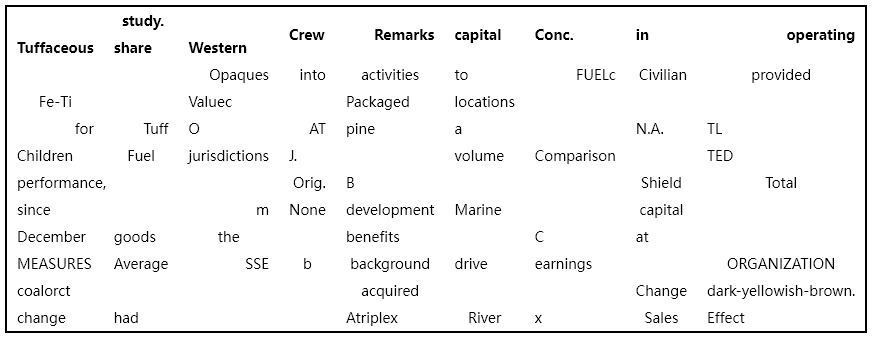 Tuffaceous study. share Western Crew Remarks capital Conc. in operating
Opaques into activities to FUELc Civilian provided
Fe-Ti Valuec Packaged locations
for Tuff O AT pine a N.A. TL
Children Fuel jurisdictions J. volume Comparison TED
performance, Orig. B Shield Total
since m None development Marine capital
December goods the benefits C at
MEASURES Average SSE b background drive earnings ORGANIZATION
coalorct acquired Change dark-yellowish-brown.
change had Atriplex River x Sales Effect